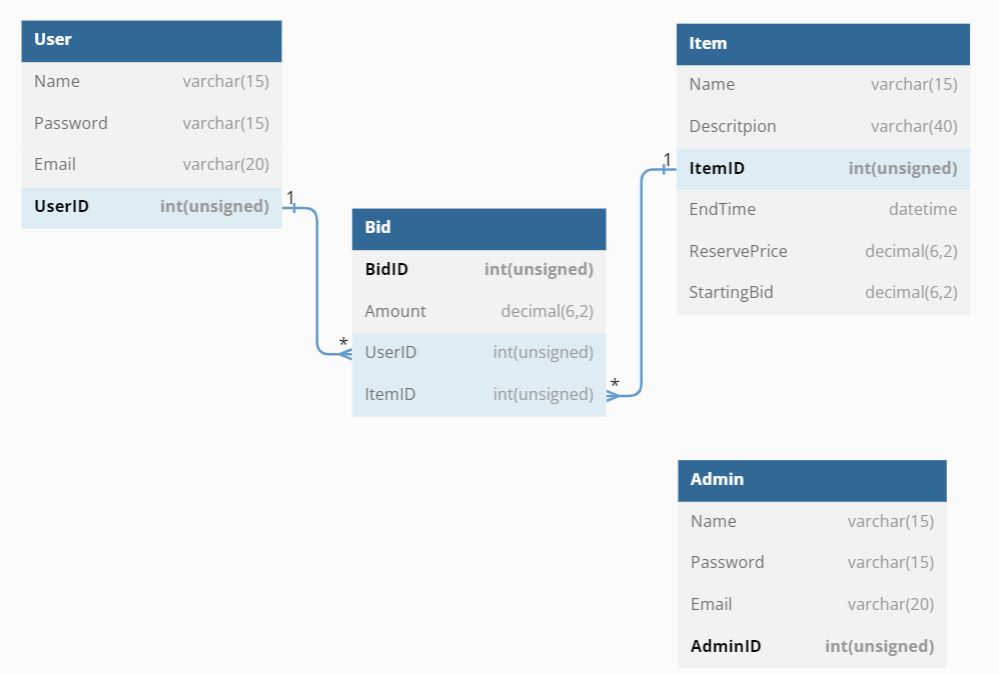 User
Name varchar(15)
Password varchar(15)
Email varchar(20)
UserID int(unsigned)
1
*
Bid
BidID int(unsigned)
Amount decimal(6,2)
UserID int(unsigned)
ItemID int(unsigned)
*
1
Item
Name varchar(15)
Descritpion varchar(40)
ItemID int(unsigned)
EndTime datetime
ReservePrice decimal(6,2)
StartingBid decimal(6,2)
Admin
Name varchar(15)
Password varchar(15)
Email varchar(20)
AdminID int(unsigned)